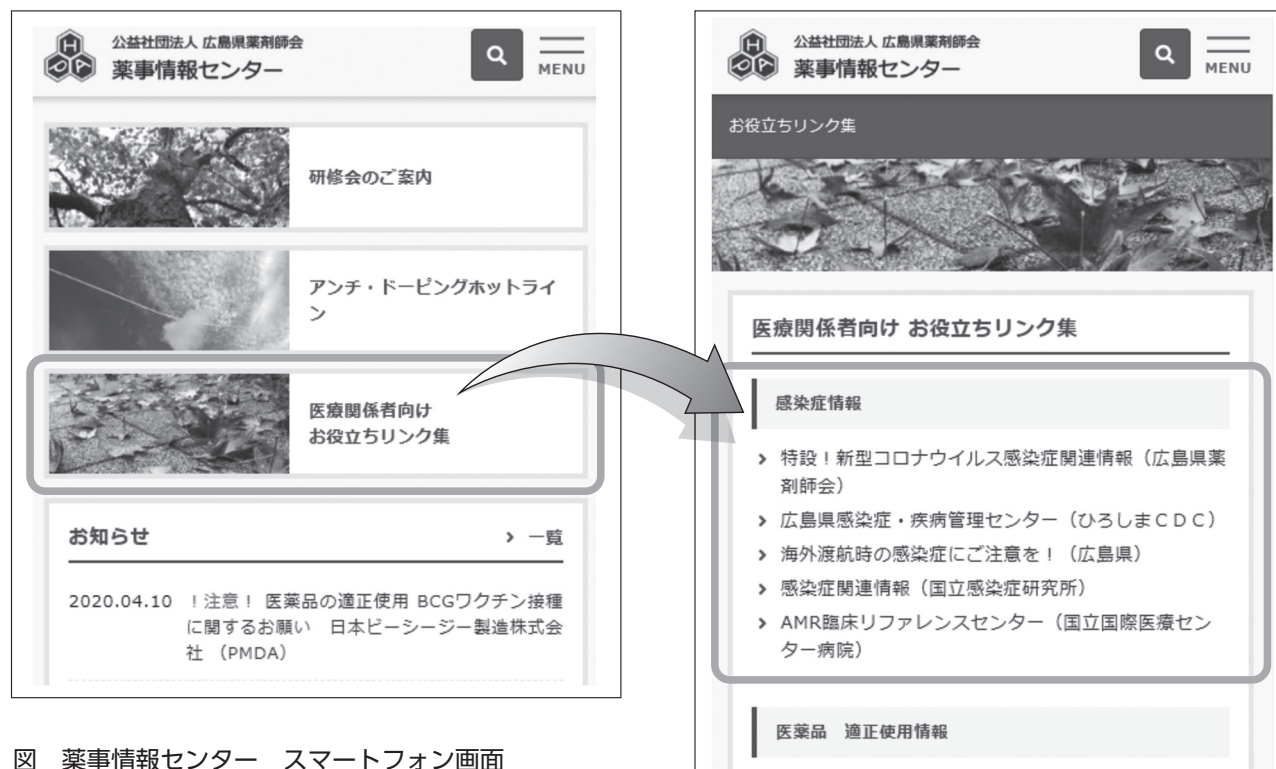 公益社団法人 広島県薬剤師会
薬事情報センター
MENU
研修会のご案内
アンチ・ドーピングホットライ
ン
医療関係者向け
お役立ちリンク集
お知らせ
› 一覧
2020.04.10 ！注意！ 医薬品の適正使用 BCGワクチン接種
に関するお願い 日本ビーシージー製造株式会
社 （PMDA）
図 薬事情報センター スマートフォン画面
公益社団法人 広島県薬剤師会
薬事情報センター
MENU
お役立ちリンク集
医療関係者向け お役立ちリンク集
感染症情報
› 特設！新型コロナウイルス感染症関連情報（広島県薬
剤師会）
› 広島県感染症・疾病管理センター（ひろしまＣＤＣ）
› 海外渡航時の感染症にご注意を！（広島県）
› 感染症関連情報（国立感染症研究所）
› AMR臨床リファレンスセンター（国立国際医療セン
ター病院）
医薬品 適正使用情報